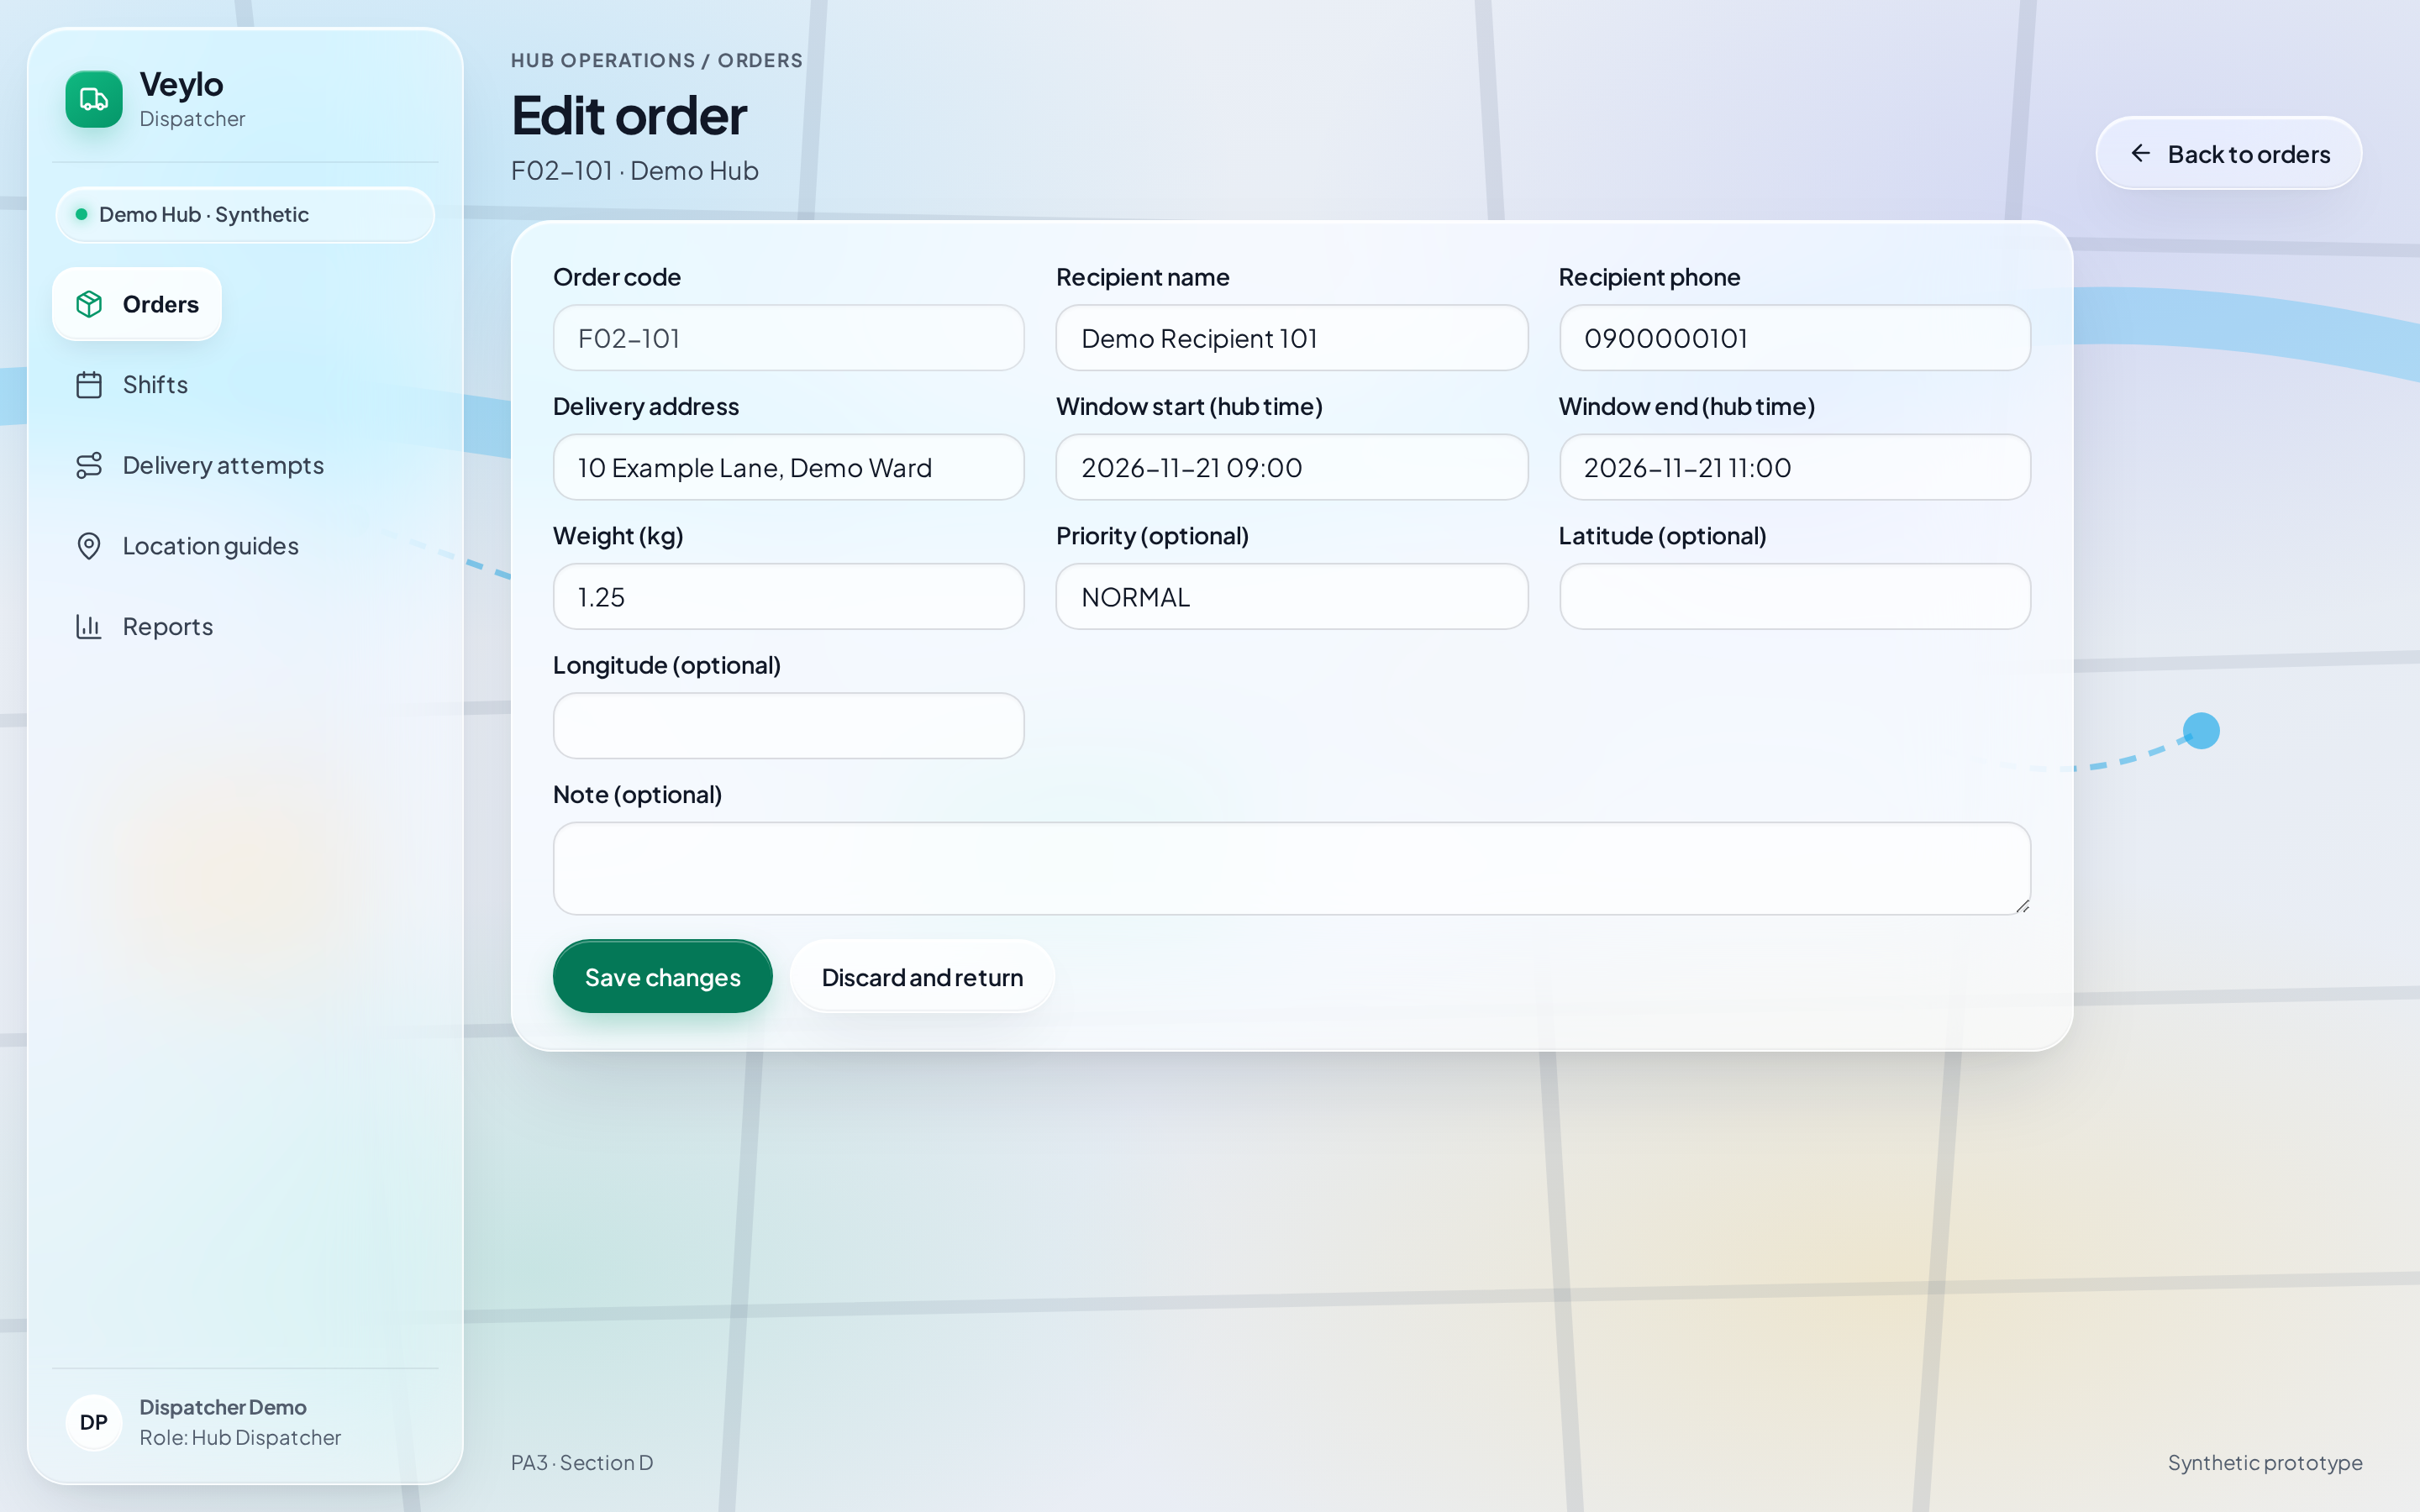 Veylo
Dispatcher
Demo Hub · Synthetic
Orders
Shifts
Delivery attempts
Location guides
Reports
DP
Dispatcher Demo
Role: Hub Dispatcher
HUB OPERATIONS / ORDERS
Edit order
F02-101 · Demo Hub
Back to orders
Order code
F02-101
Recipient name
Demo Recipient 101
Recipient phone
0900000101
Delivery address
10 Example Lane, Demo Ward
Window start (hub time)
2026-11-21 09:00
Window end (hub time)
2026-11-21 11:00
Weight (kg)
1.25
Priority (optional)
NORMAL
Latitude (optional)
Longitude (optional)
Note (optional)
Save changes
Discard and return
PA3 · Section D
Synthetic prototype